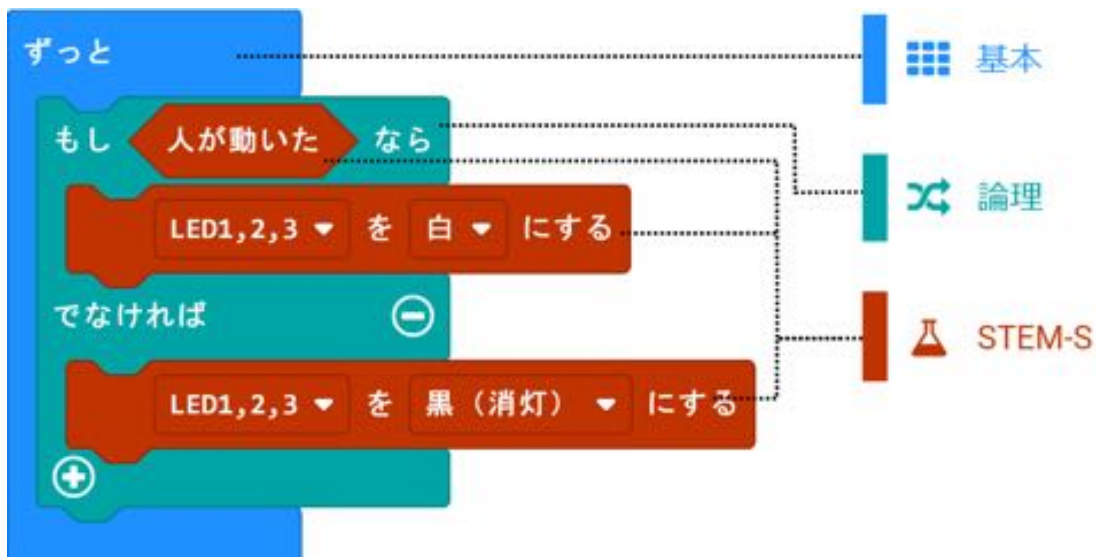 ずっと
基本
もし 人が動いた なら
論理
LED1,2,3 を 白 にする
でなければ
STEM-S
LED1,2,3 を 黒（消灯） にする